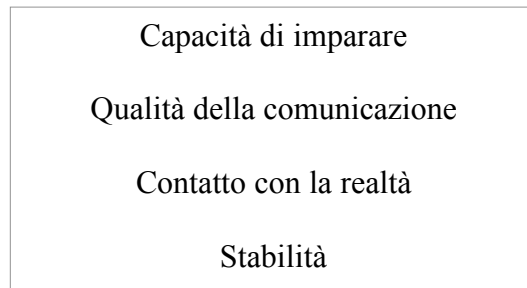 Capacità di imparare
Qualità della comunicazione
Contatto con la realtà
Stabilità